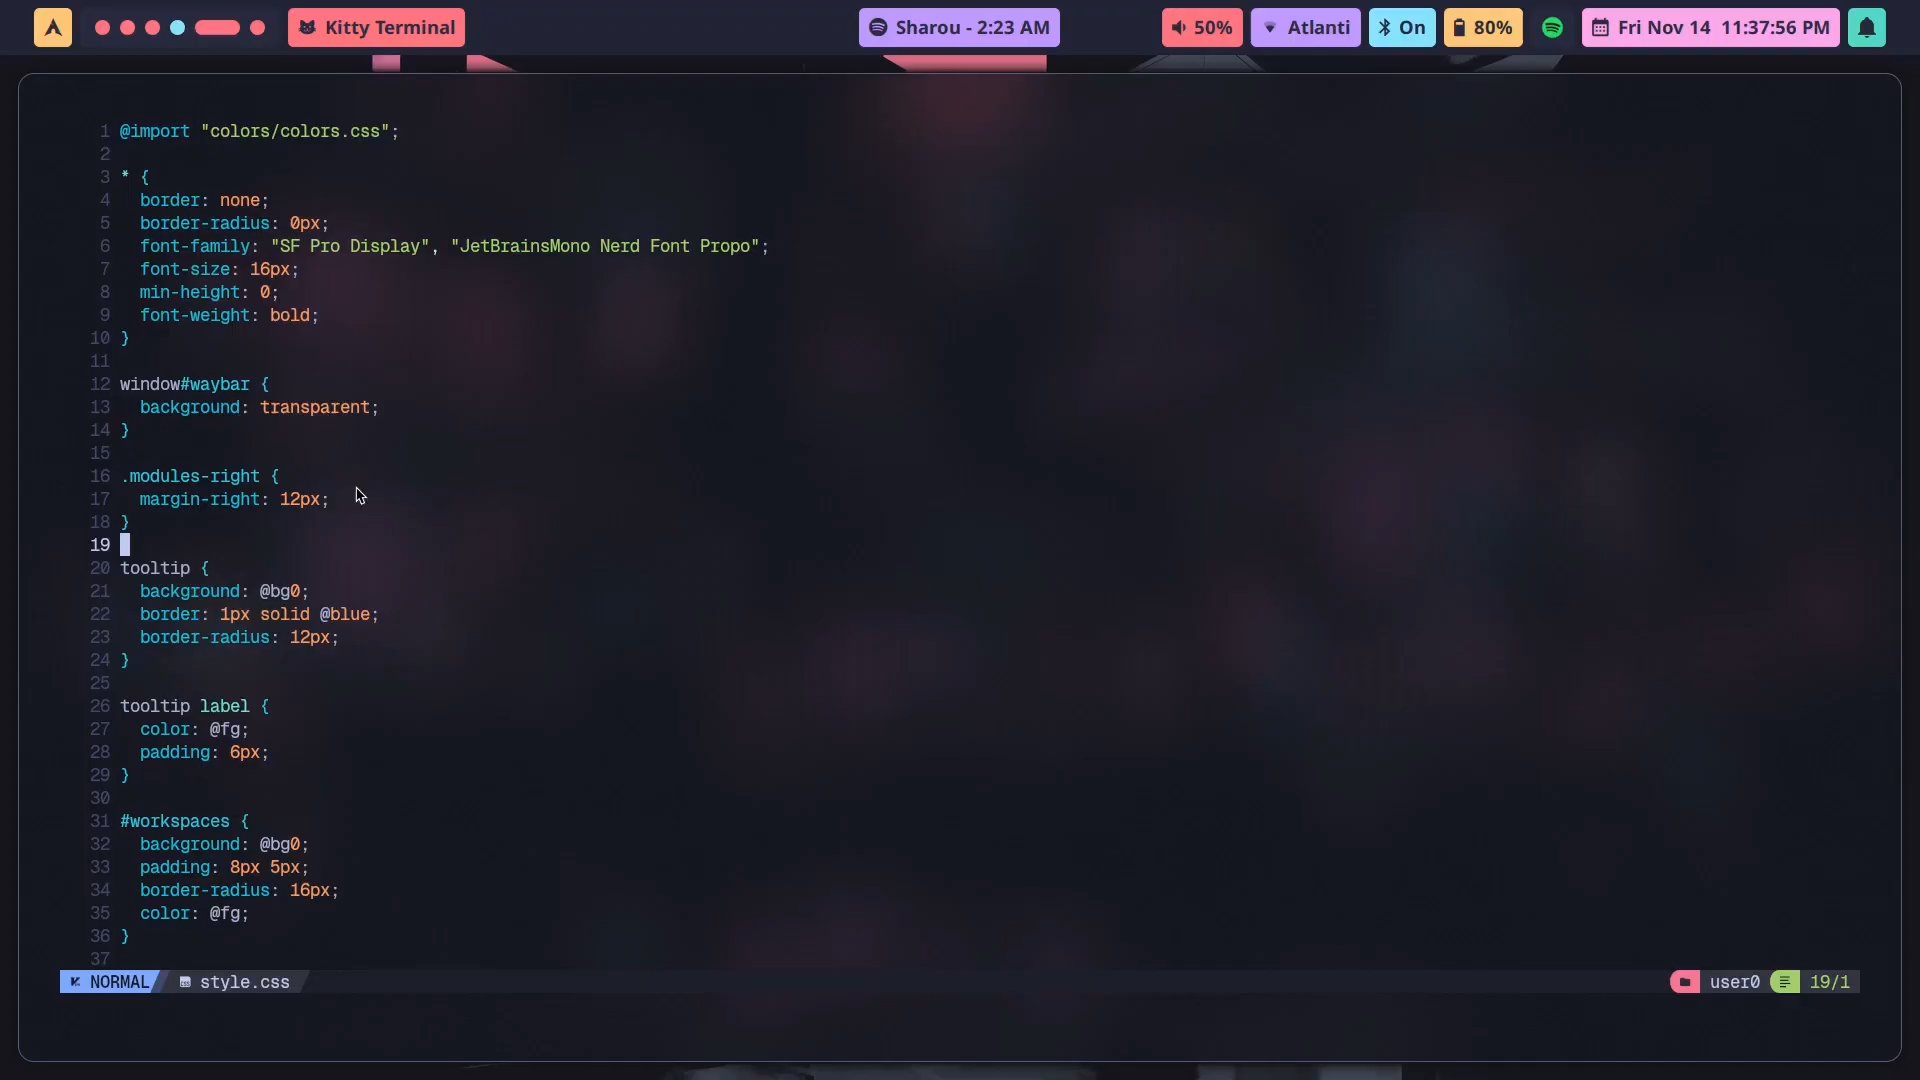 Kitty Terminal
Sharou - 2:23 AM
50%
Atlanti
On
80%
Fri Nov 14 11:37:56 PM
1 @import "colors/colors.css";
2
3 * {
4   border: none;
5   border-radius: 0px;
6   font-family: "SF Pro Display", "JetBrainsMono Nerd Font Propo";
7   font-size: 16px;
8   min-height: 0;
9   font-weight: bold;
10 }
11
12 window#waybar {
13   background: transparent;
14 }
15
16 .modules-right {
17   margin-right: 12px;
18 }
19
20 tooltip {
21   background: @bg0;
22   border: 1px solid @blue;
23   border-radius: 12px;
24 }
25
26 tooltip label {
27   color: @fg;
28   padding: 6px;
29 }
30
31 #workspaces {
32   background: @bg0;
33   padding: 8px 5px;
34   border-radius: 16px;
35   color: @fg;
36 }
37
NORMAL
style.css
user0
19/1